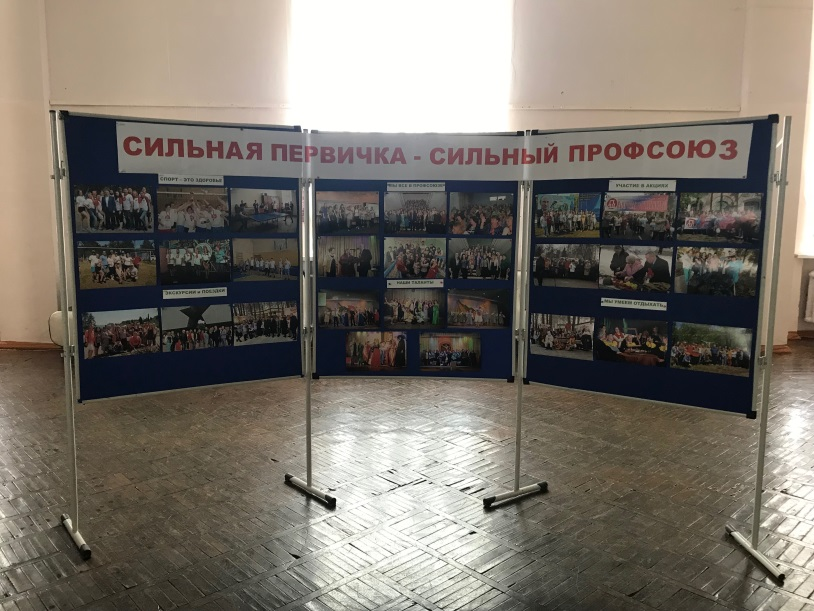 СИЛЬНАЯ ПЕРВИЧКА - СИЛЬНЫЙ ПРОФСОЮЗ
СПОРТ - ЭТО ЗДОРОВЬЕ
ЭКСКУРСИИ и ПОЕЗДКИ
МЫ ВСЕ В ПРОФСОЮЗЕ
НАШИ ТАЛАНТЫ
УЧАСТИЕ В АКЦИЯХ
МЫ УМЕЕМ ОТДЫХАТЬ